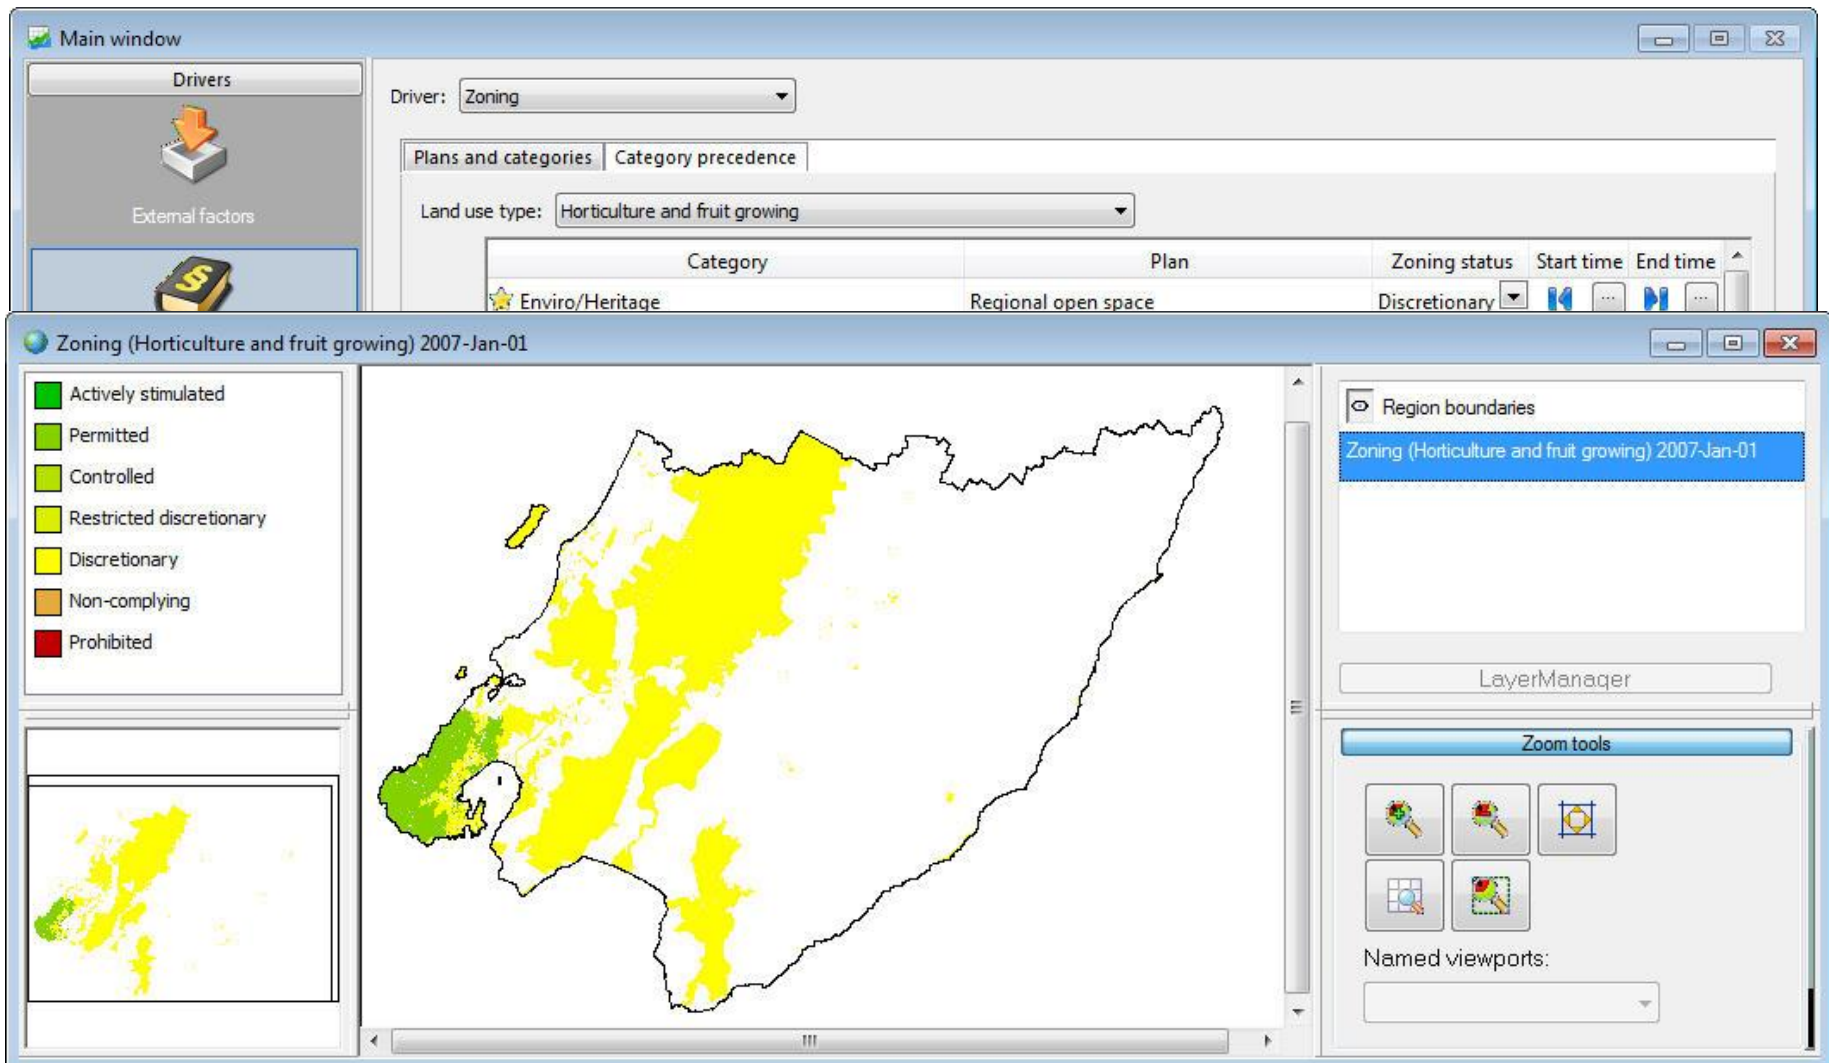 Main window
Drivers
External factors
Driver: Zoning
Plans and categories Category precedence
Land use type: Horticulture and fruit growing
Category Plan Zoning status Start time End time
Enviro/Heritage Regional open space Discretionary ... ...
Zoning (Horticulture and fruit growing) 2007-Jan-01
Actively stimulated
Permitted
Controlled
Restricted discretionary
Discretionary
Non-complying
Prohibited
Region boundaries
Zoning (Horticulture and fruit growing) 2007-Jan-01
LayerManager
Zoom tools
Named viewports: